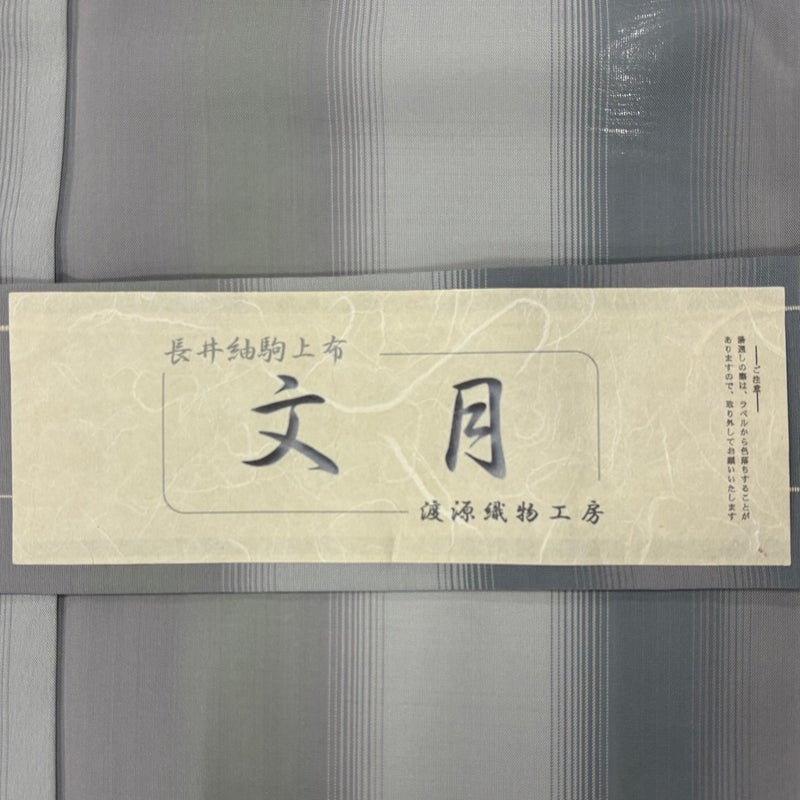 長井紬駒上布
文月
渡源織物工房
ご注意
湯通しの際は、ラベルから色落ちすることが
ありますので、取り外してお願いいたします